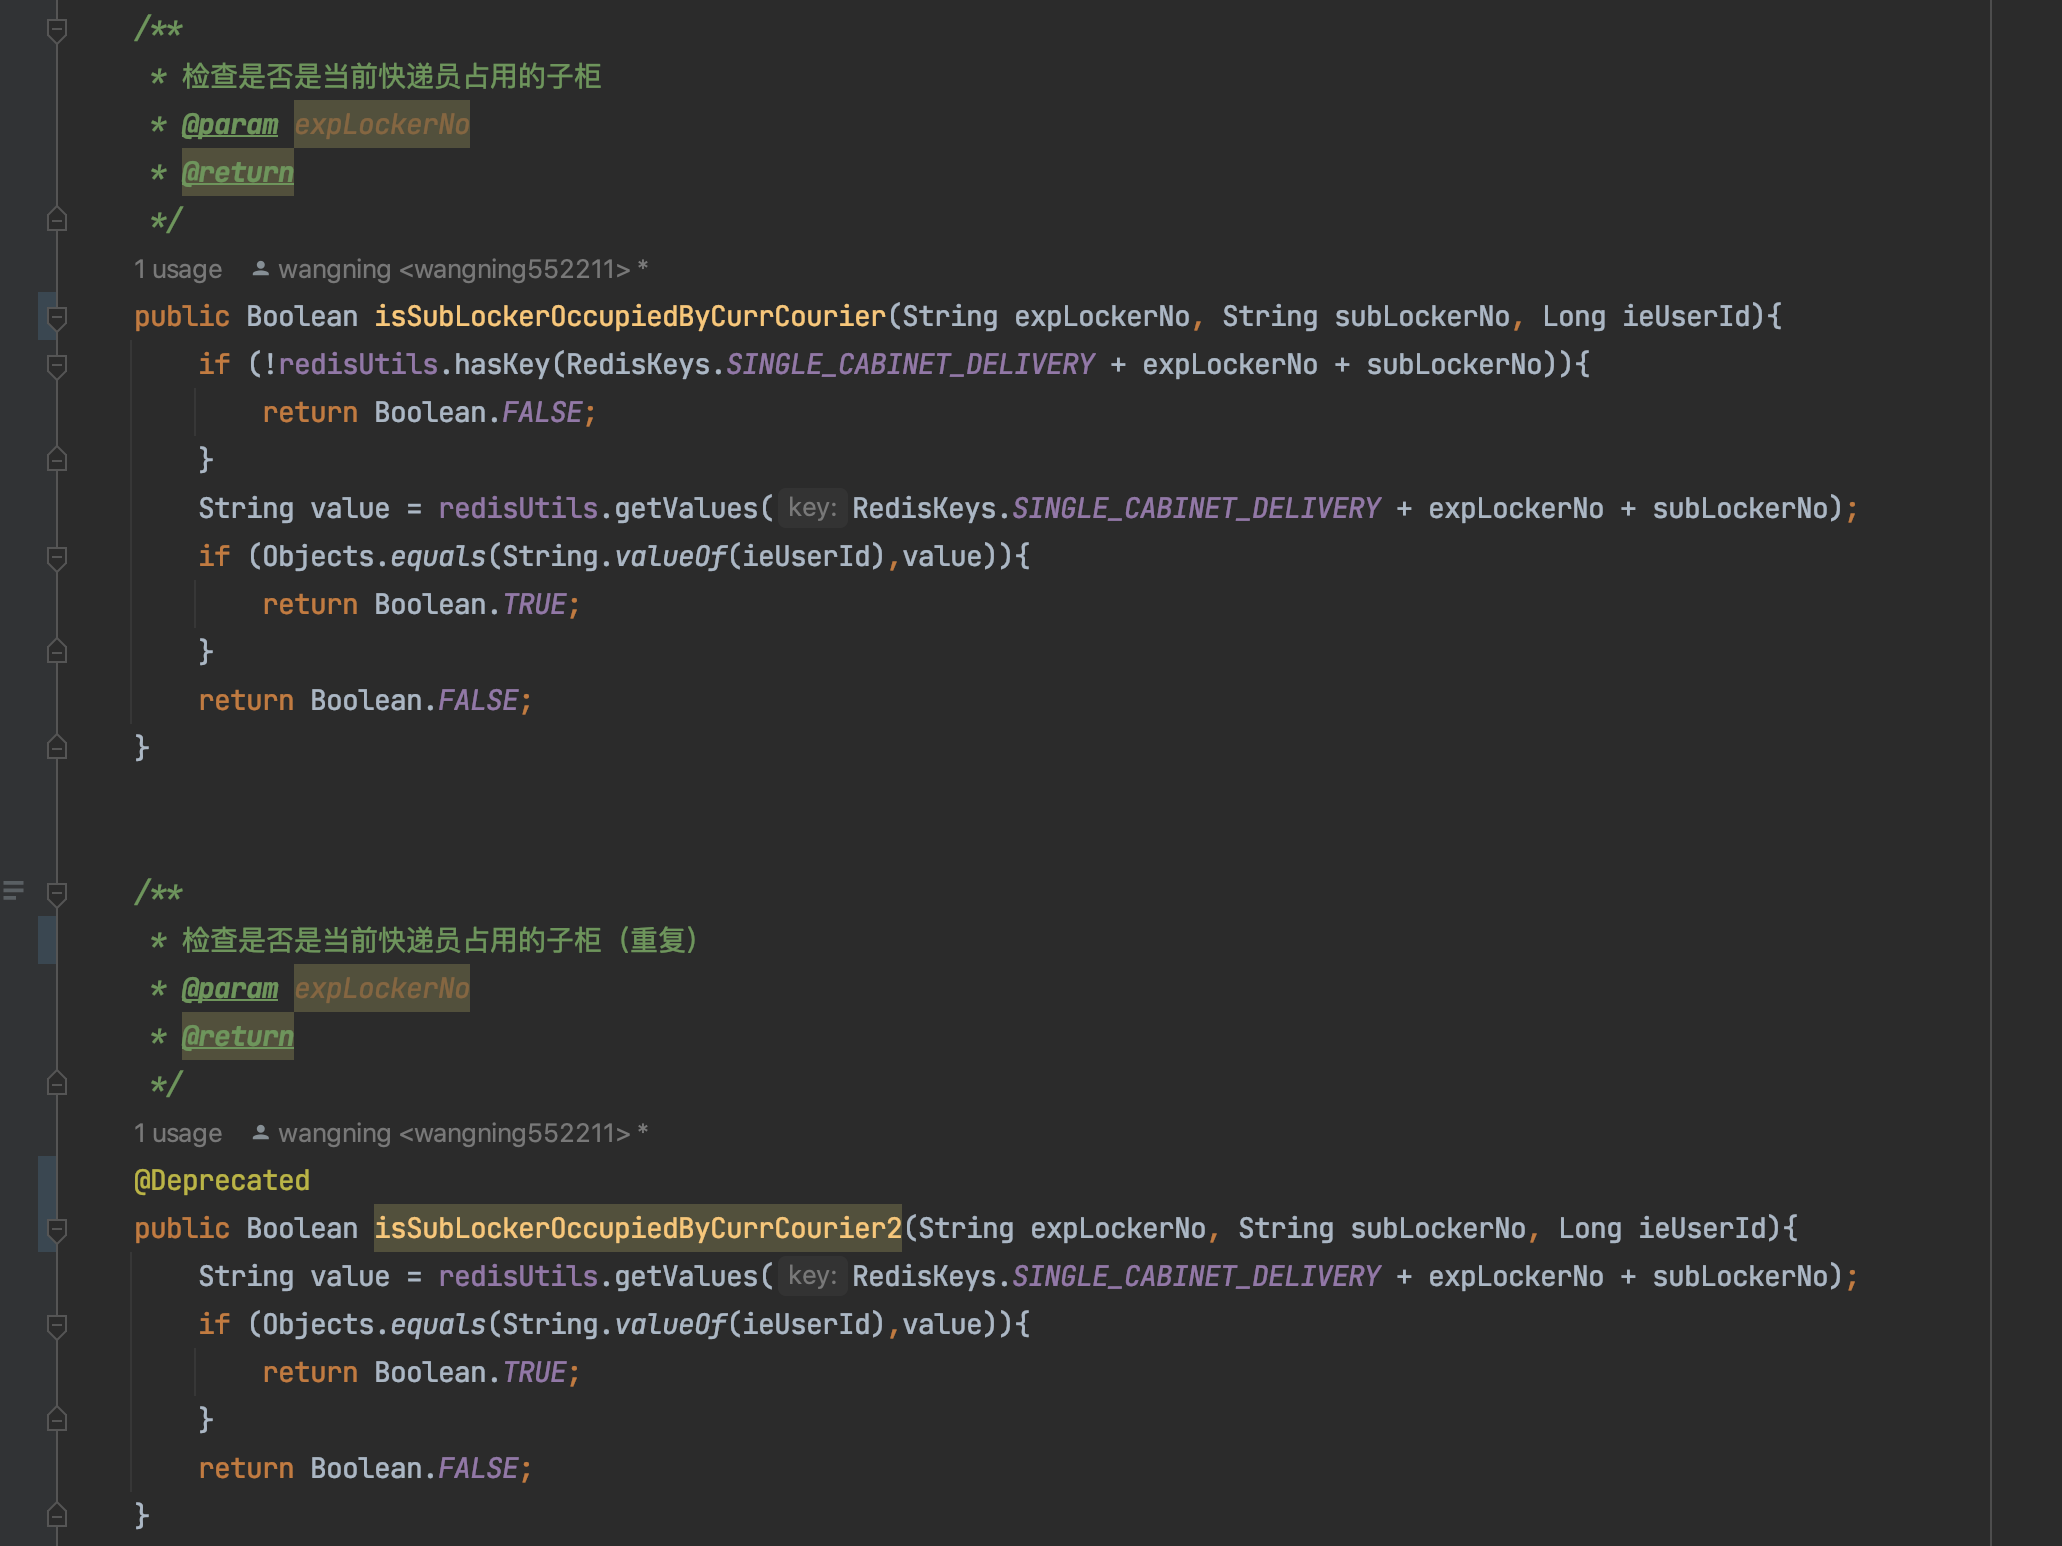 /**
 * 检查是否是当前快递员占用的子柜
 * @param expLockerNo
 * @return
 */
1 usage wangning <wangning552211> *
public Boolean isSubLockerOccupiedByCurrCourier(String expLockerNo, String subLockerNo, Long ieUserId){
    if (!redisUtils.hasKey(RedisKeys.SINGLE_CABINET_DELIVERY + expLockerNo + subLockerNo)){
        return Boolean.FALSE;
    }
    String value = redisUtils.getValues( key: RedisKeys.SINGLE_CABINET_DELIVERY + expLockerNo + subLockerNo);
    if (Objects.equals(String.valueOf(ieUserId),value)){
        return Boolean.TRUE;
    }
    return Boolean.FALSE;
}
/**
 * 检查是否是当前快递员占用的子柜（重复）
 * @param expLockerNo
 * @return
 */
1 usage wangning <wangning552211> *
@Deprecated
public Boolean isSubLockerOccupiedByCurrCourier2(String expLockerNo, String subLockerNo, Long ieUserId){
    String value = redisUtils.getValues( key: RedisKeys.SINGLE_CABINET_DELIVERY + expLockerNo + subLockerNo);
    if (Objects.equals(String.valueOf(ieUserId),value)){
        return Boolean.TRUE;
    }
    return Boolean.FALSE;
}